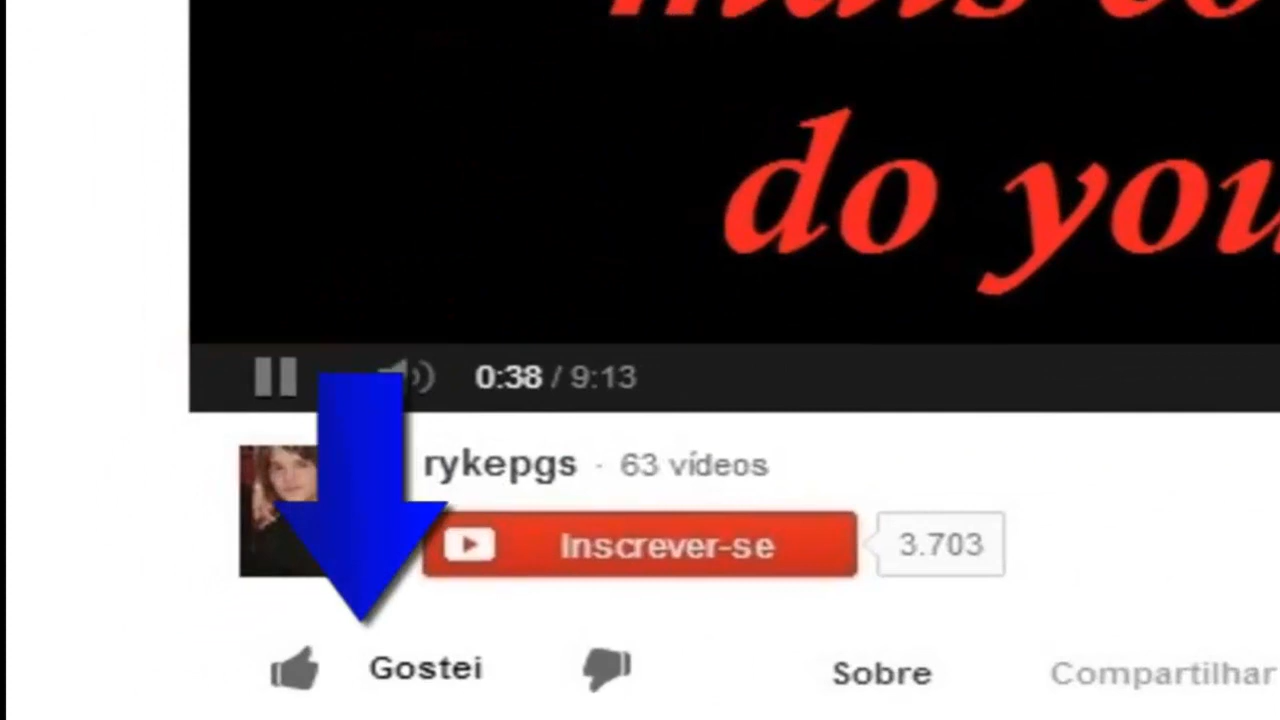 do you
0:38 / 9:13
rykepgs · 63 vídeos
Inscrever-se 3.703
Gostei Sobre Compartilhar